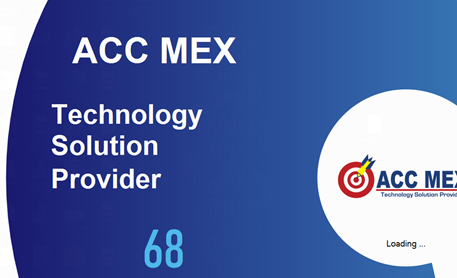 ACC MEX
Technology
Solution
Provider
68
ACC MEX
Technology Solution Provid
Loading ...